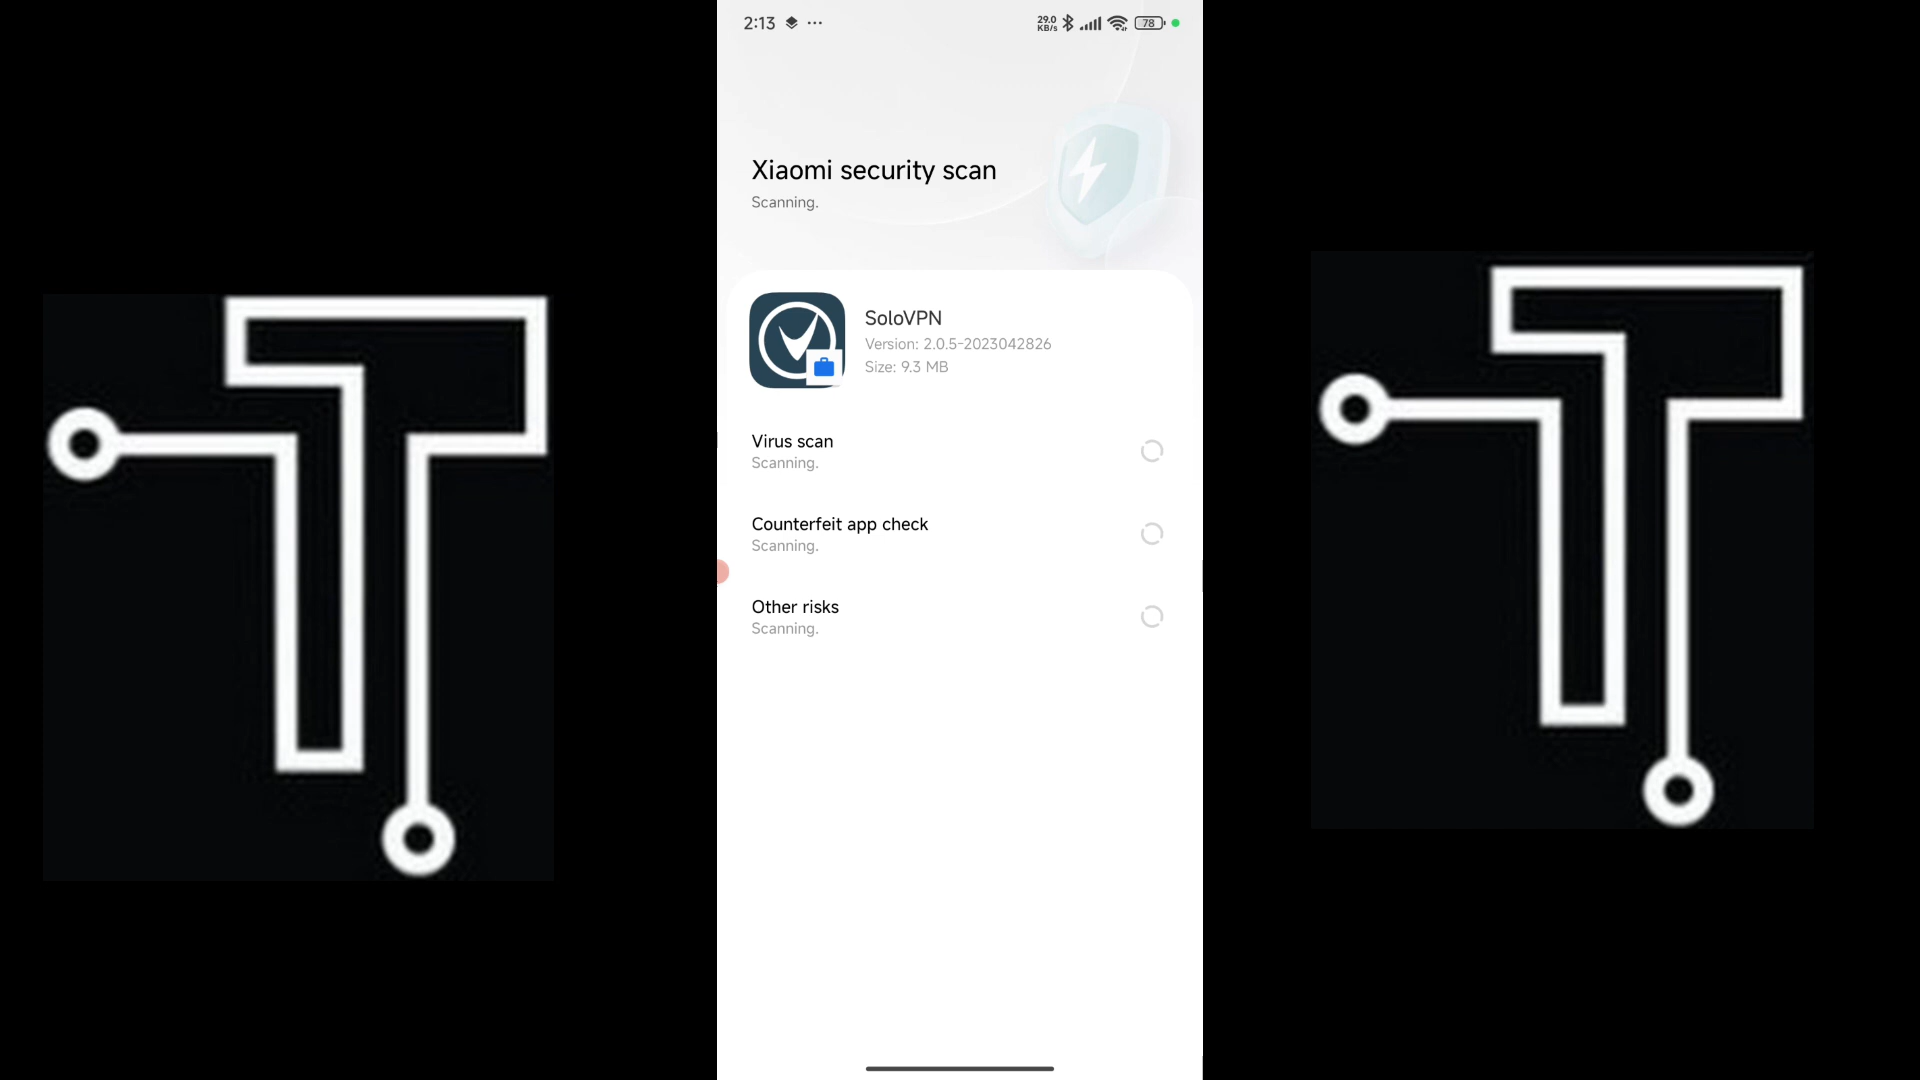 2:13
29.0
KB/s
78
Xiaomi security scan
Scanning.
SoloVPN
Version: 2.0.5-2023042826
Size: 9.3 MB
Virus scan
Scanning.
Counterfeit app check
Scanning.
Other risks
Scanning.